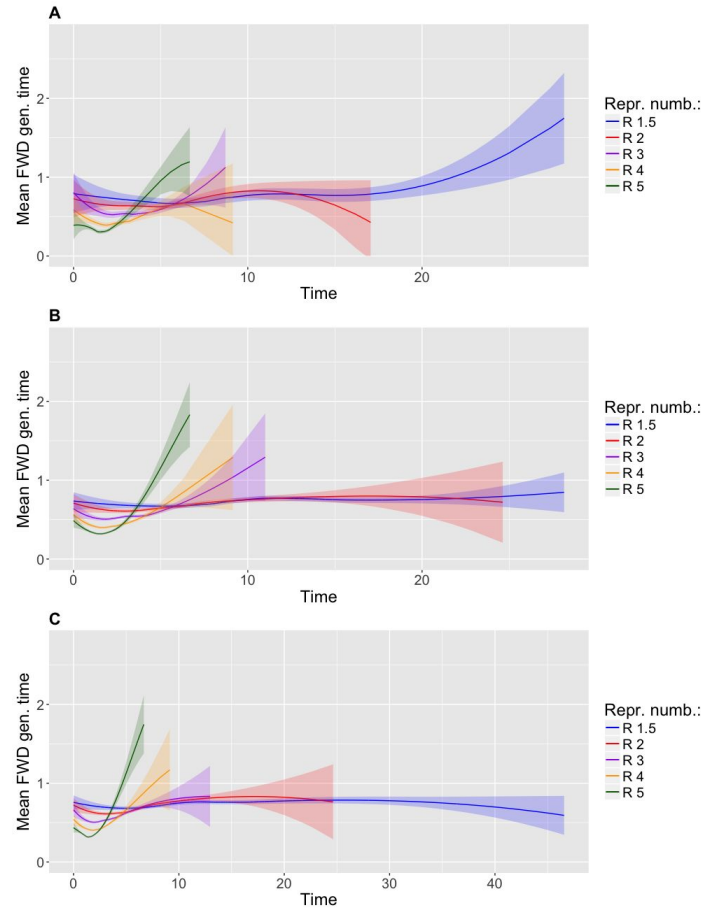 A
Mean FWD gen. time
2
1
0
0
10
20
Time
Repr. numb.:
R 1.5
R 2
R 3
R 4
R 5
B
Mean FWD gen. time
2
1
0
0
10
20
Time
Repr. numb.:
R 1.5
R 2
R 3
R 4
R 5
C
Mean FWD gen. time
2
1
0
0
10
20
30
40
Time
Repr. numb.:
R 1.5
R 2
R 3
R 4
R 5